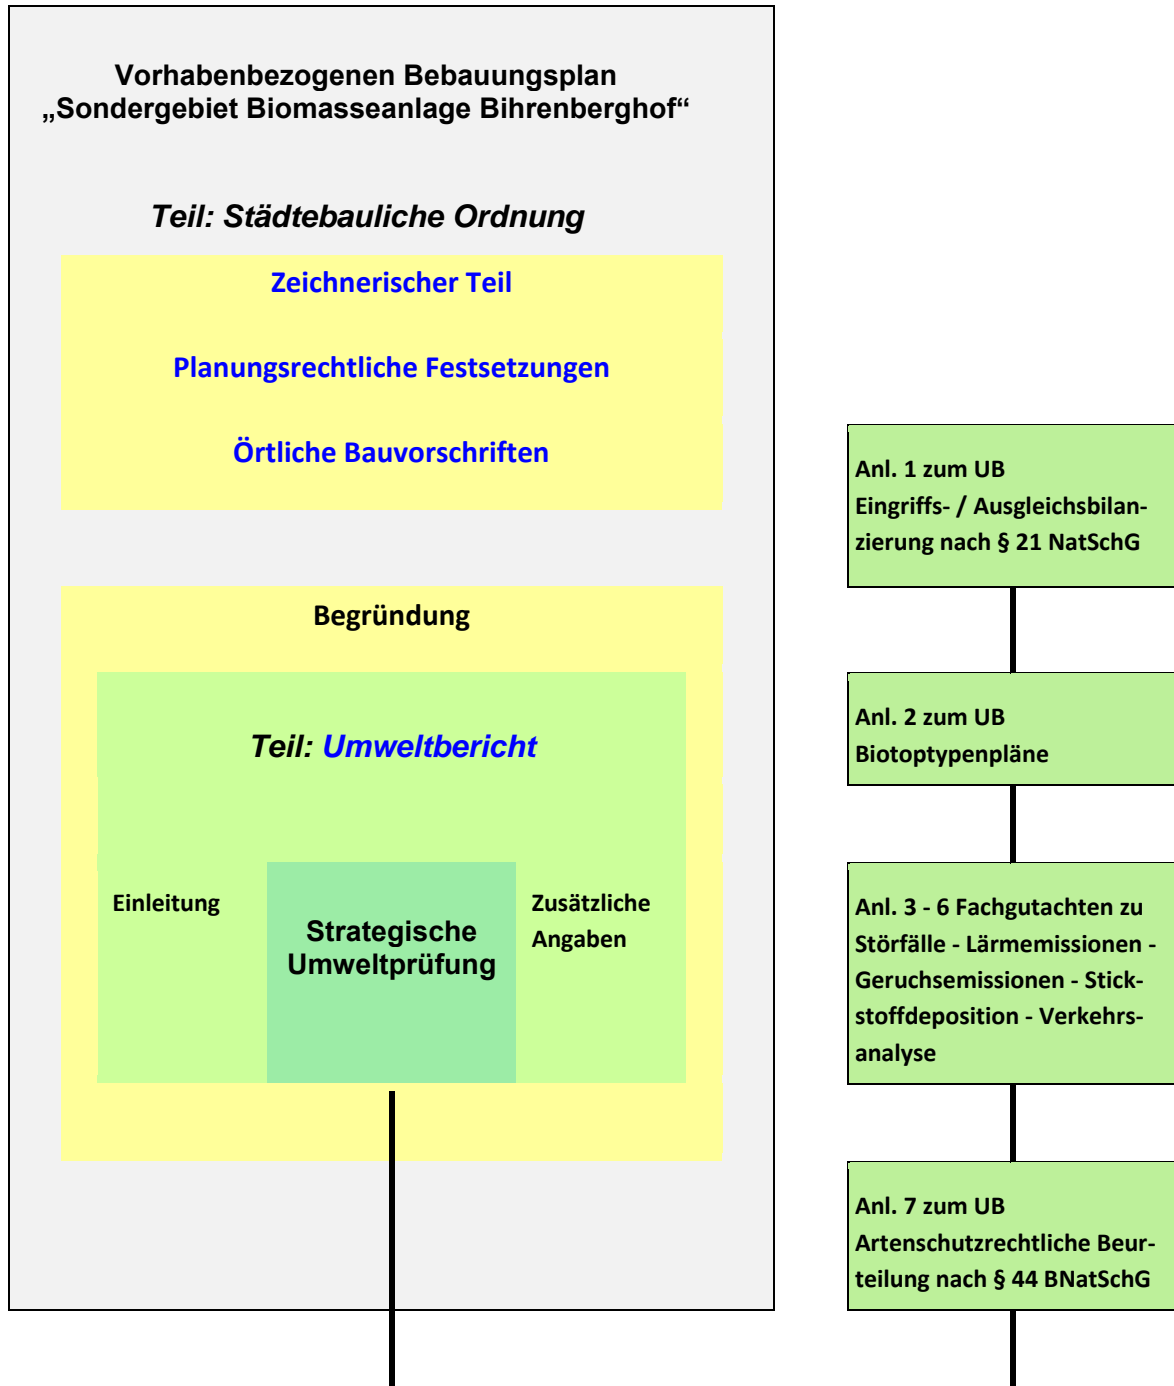 Vorhabenbezogenen Bebauungsplan
„Sondergebiet Biomasseanlage Bihrenberghof“
Teil: Städtebauliche Ordnung
Zeichnerischer Teil
Planungsrechtliche Festsetzungen
Örtliche Bauvorschriften
Begründung
Teil: Umweltbericht
Einleitung
Strategische
Umweltprüfung
Zusätzliche
Angaben
Anl. 1 zum UB
Eingriffs- / Ausgleichsbilan-
zierung nach § 21 NatSchG
Anl. 2 zum UB
Biotoptypenpläne
Anl. 3 - 6 Fachgutachten zu
Störfälle - Lärmemissionen -
Geruchsemissionen - Stick-
stoffdeposition - Verkehrs-
analyse
Anl. 7 zum UB
Artenschutzrechtliche Beur-
teilung nach § 44 BNatSchG